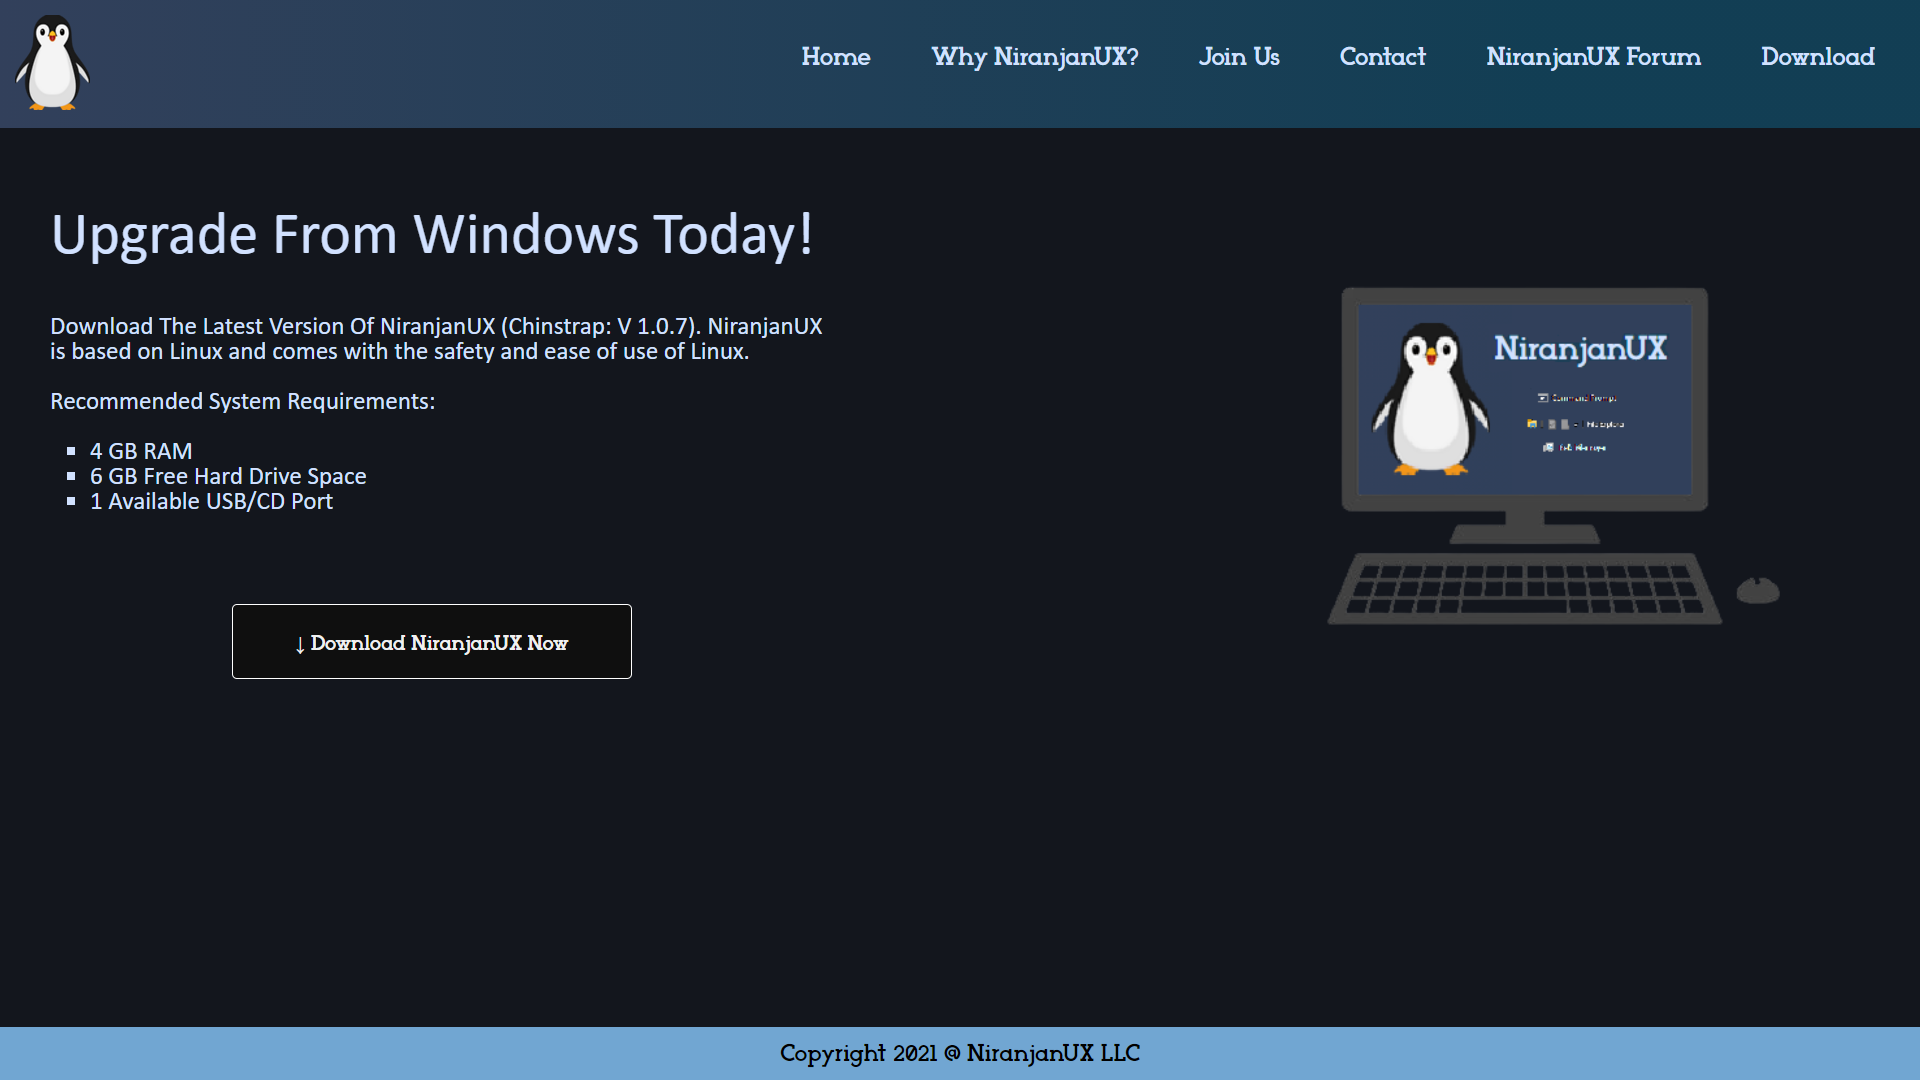 Home
Why NiranjanUX?
Join Us
Contact
NiranjanUX Forum
Download
Upgrade From Windows Today!
Download The Latest Version Of NiranjanUX (Chinstrap: V 1.0.7). NiranjanUX
is based on Linux and comes with the safety and ease of use of Linux.
Recommended System Requirements:
4 GB RAM
6 GB Free Hard Drive Space
1 Available USB/CD Port
↓ Download NiranjanUX Now
NiranjanUX
Command Prompt
Copyright 2021 @ NiranjanUX LLC